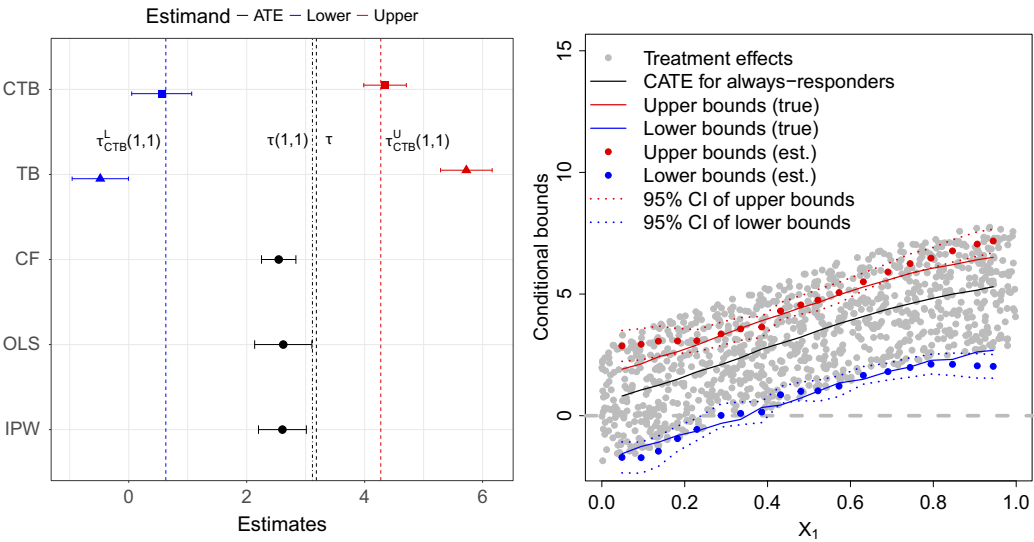 Estimand ATE Lower Upper
CTB
TB
CF
OLS
IPW
τ^L_CTB(1,1)
τ(1,1)
τ
τ^U_CTB(1,1)
0 2 4 6
Estimates
Treatment effects
CATE for always−responders
Upper bounds (true)
Lower bounds (true)
Upper bounds (est.)
Lower bounds (est.)
95% CI of upper bounds
95% CI of lower bounds
Conditional bounds
15
10
5
0
0.0 0.2 0.4 0.6 0.8 1.0
X₁